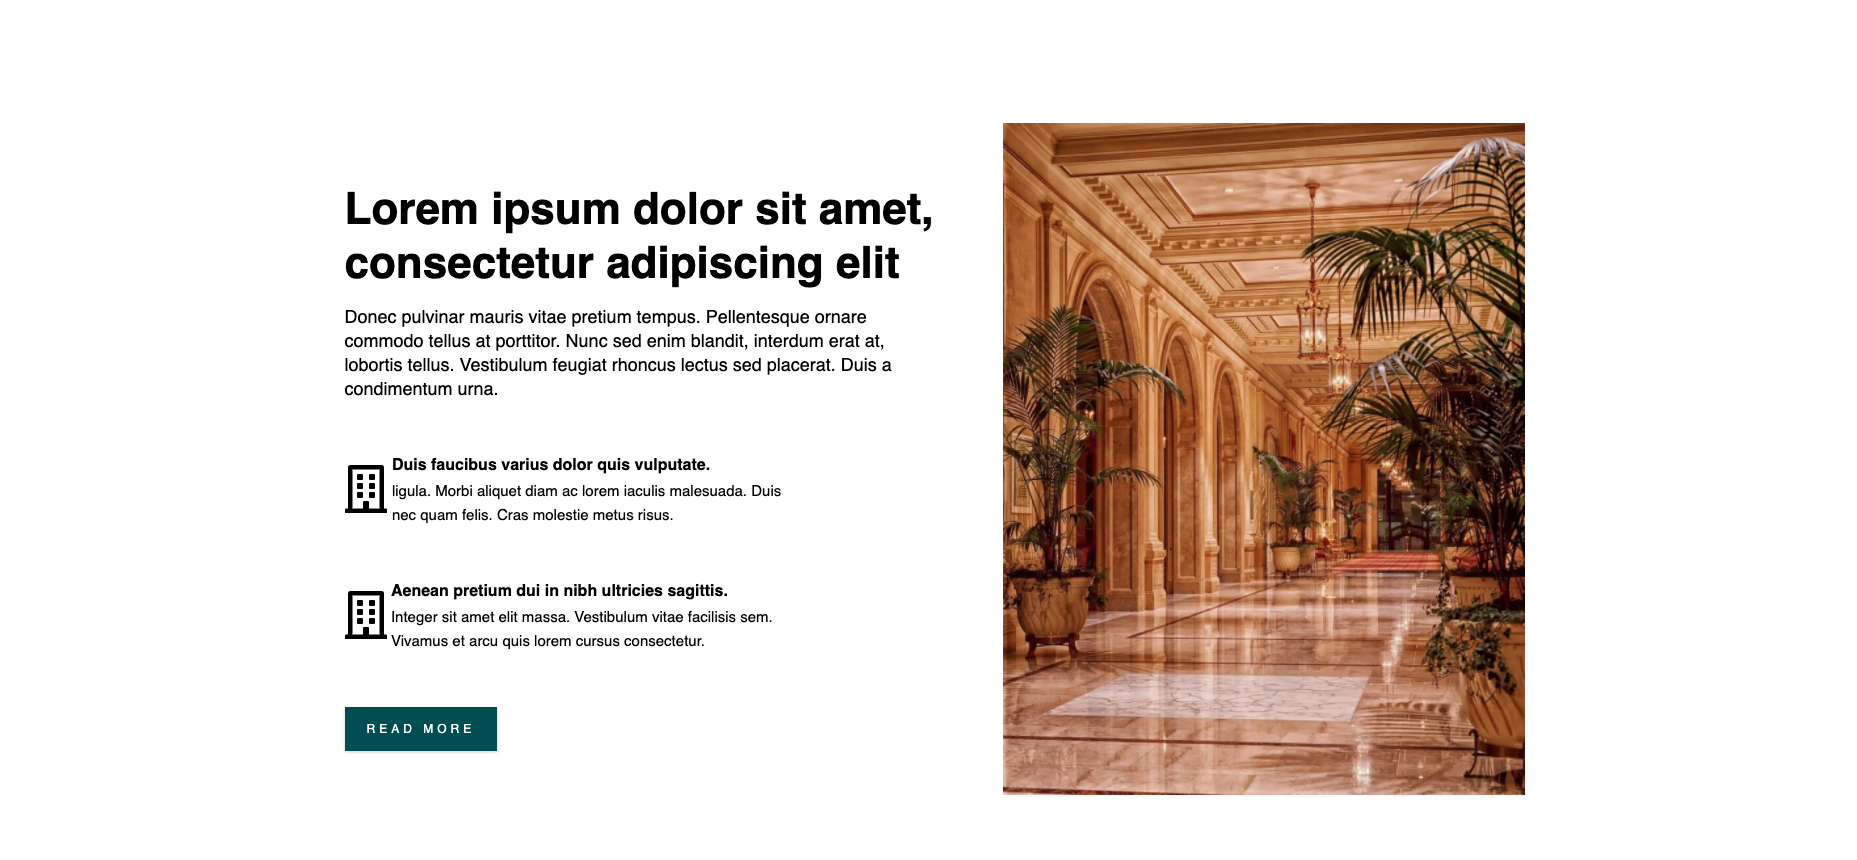 Lorem ipsum dolor sit amet,
consectetur adipiscing elit
Donec pulvinar mauris vitae pretium tempus. Pellentesque ornare
commodo tellus at porttitor. Nunc sed enim blandit, interdum erat at,
lobortis tellus. Vestibulum feugiat rhoncus lectus sed placerat. Duis a
condimentum urna.
Duis faucibus varius dolor quis vulputate.
ligula. Morbi aliquet diam ac lorem iaculis malesuada. Duis
nec quam felis. Cras molestie metus risus.
Aenean pretium dui in nibh ultricies sagittis.
Integer sit amet elit massa. Vestibulum vitae facilisis sem.
Vivamus et arcu quis lorem cursus consectetur.
READ MORE